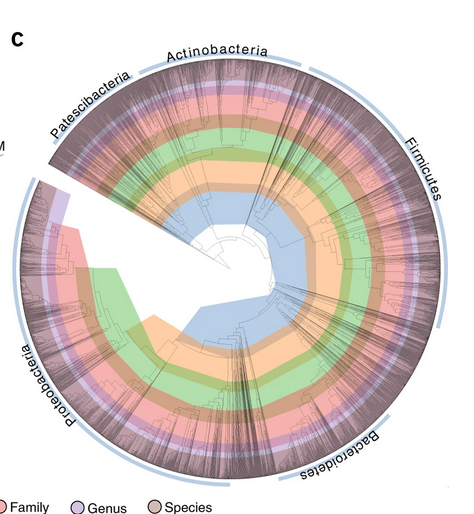 c
Actinobacteria
Patescibacteria
Firmicutes
M
Proteobacteria
Bacteroidetes
Family Genus Species